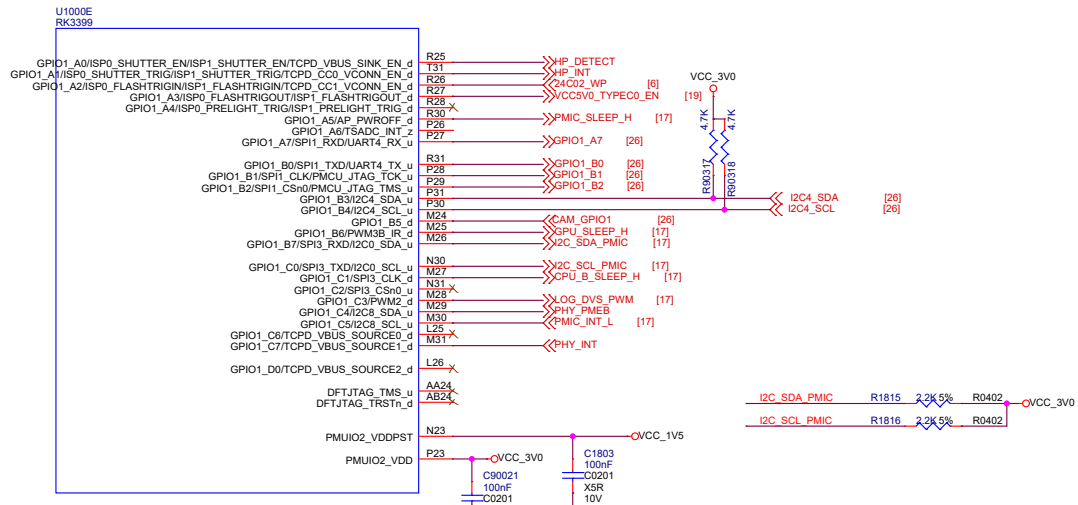 U1000E
RK3399
GPIO1_A0/ISP0_SHUTTER_EN/ISP1_SHUTTER_EN/TCPD_VBUS_SINK_EN_d R25 HP_DETECT
GPIO1_A1/ISP0_SHUTTER_TRIG/ISP1_SHUTTER_TRIG/TCPD_CC0_VCONN_EN_d T31 HP_INT
GPIO1_A2/ISP0_FLASHTRIGIN/ISP1_FLASHTRIGIN/TCPD_CC1_VCONN_EN_d R26 24C02_WP [6]
GPIO1_A3/ISP0_FLASHTRIGOUT/ISP1_FLASHTRIGOUT_d R27 VCC5V0_TYPEC0_EN [19]
GPIO1_A4/ISP0_PRELIGHT_TRIG/ISP1_PRELIGHT_TRIG_d R28
GPIO1_A5/AP_PWROFF_d R30 PMIC_SLEEP_H [17]
GPIO1_A6/TSADC_INT_z P26
GPIO1_A7/SPI1_RXD/UART4_RX_u P27 GPIO1_A7 [26]
VCC_3V0
4.7K 4.7K
R90317 R90318
GPIO1_B0/SPI1_TXD/UART4_TX_u R31 GPIO1_B0 [26]
GPIO1_B1/SPI1_CLK/PMCU_JTAG_TCK_u P28 GPIO1_B1 [26]
GPIO1_B2/SPI1_CSn0/PMCU_JTAG_TMS_u P29 GPIO1_B2 [26]
GPIO1_B3/I2C4_SDA_u P31 I2C4_SDA [26]
GPIO1_B4/I2C4_SCL_u P30 I2C4_SCL [26]
GPIO1_B5_d M24 CAM_GPIO1 [26]
GPIO1_B6/PWM3B_IR_d M25 GPU_SLEEP_H [17]
GPIO1_B7/SPI3_RXD/I2C0_SDA_u M26 I2C_SDA_PMIC [17]
GPIO1_C0/SPI3_TXD/I2C0_SCL_u N30 I2C_SCL_PMIC [17]
GPIO1_C1/SPI3_CLK_d M27 CPU_B_SLEEP_H [17]
GPIO1_C2/SPI3_CSn0_u N31
GPIO1_C3/PWM2_d M28 LOG_DVS_PWM [17]
GPIO1_C4/I2C8_SDA_u M29 PHY_PMEB
GPIO1_C5/I2C8_SCL_u M30 PMIC_INT_L [17]
GPIO1_C6/TCPD_VBUS_SOURCE0_d L25
GPIO1_C7/TCPD_VBUS_SOURCE1_d M31 PHY_INT
GPIO1_D0/TCPD_VBUS_SOURCE2_d L26
DFTJTAG_TMS_u AA24
DFTJTAG_TRSTn_d AB24
I2C_SDA_PMIC R1815 2.2K 5% R0402 VCC_3V0
I2C_SCL_PMIC R1816 2.2K 5% R0402
PMUIO2_VDDPST N23 VCC_1V5
PMUIO2_VDD P23 VCC_3V0
C90021
100nF
C0201
C1803
100nF
C0201
X5R
10V